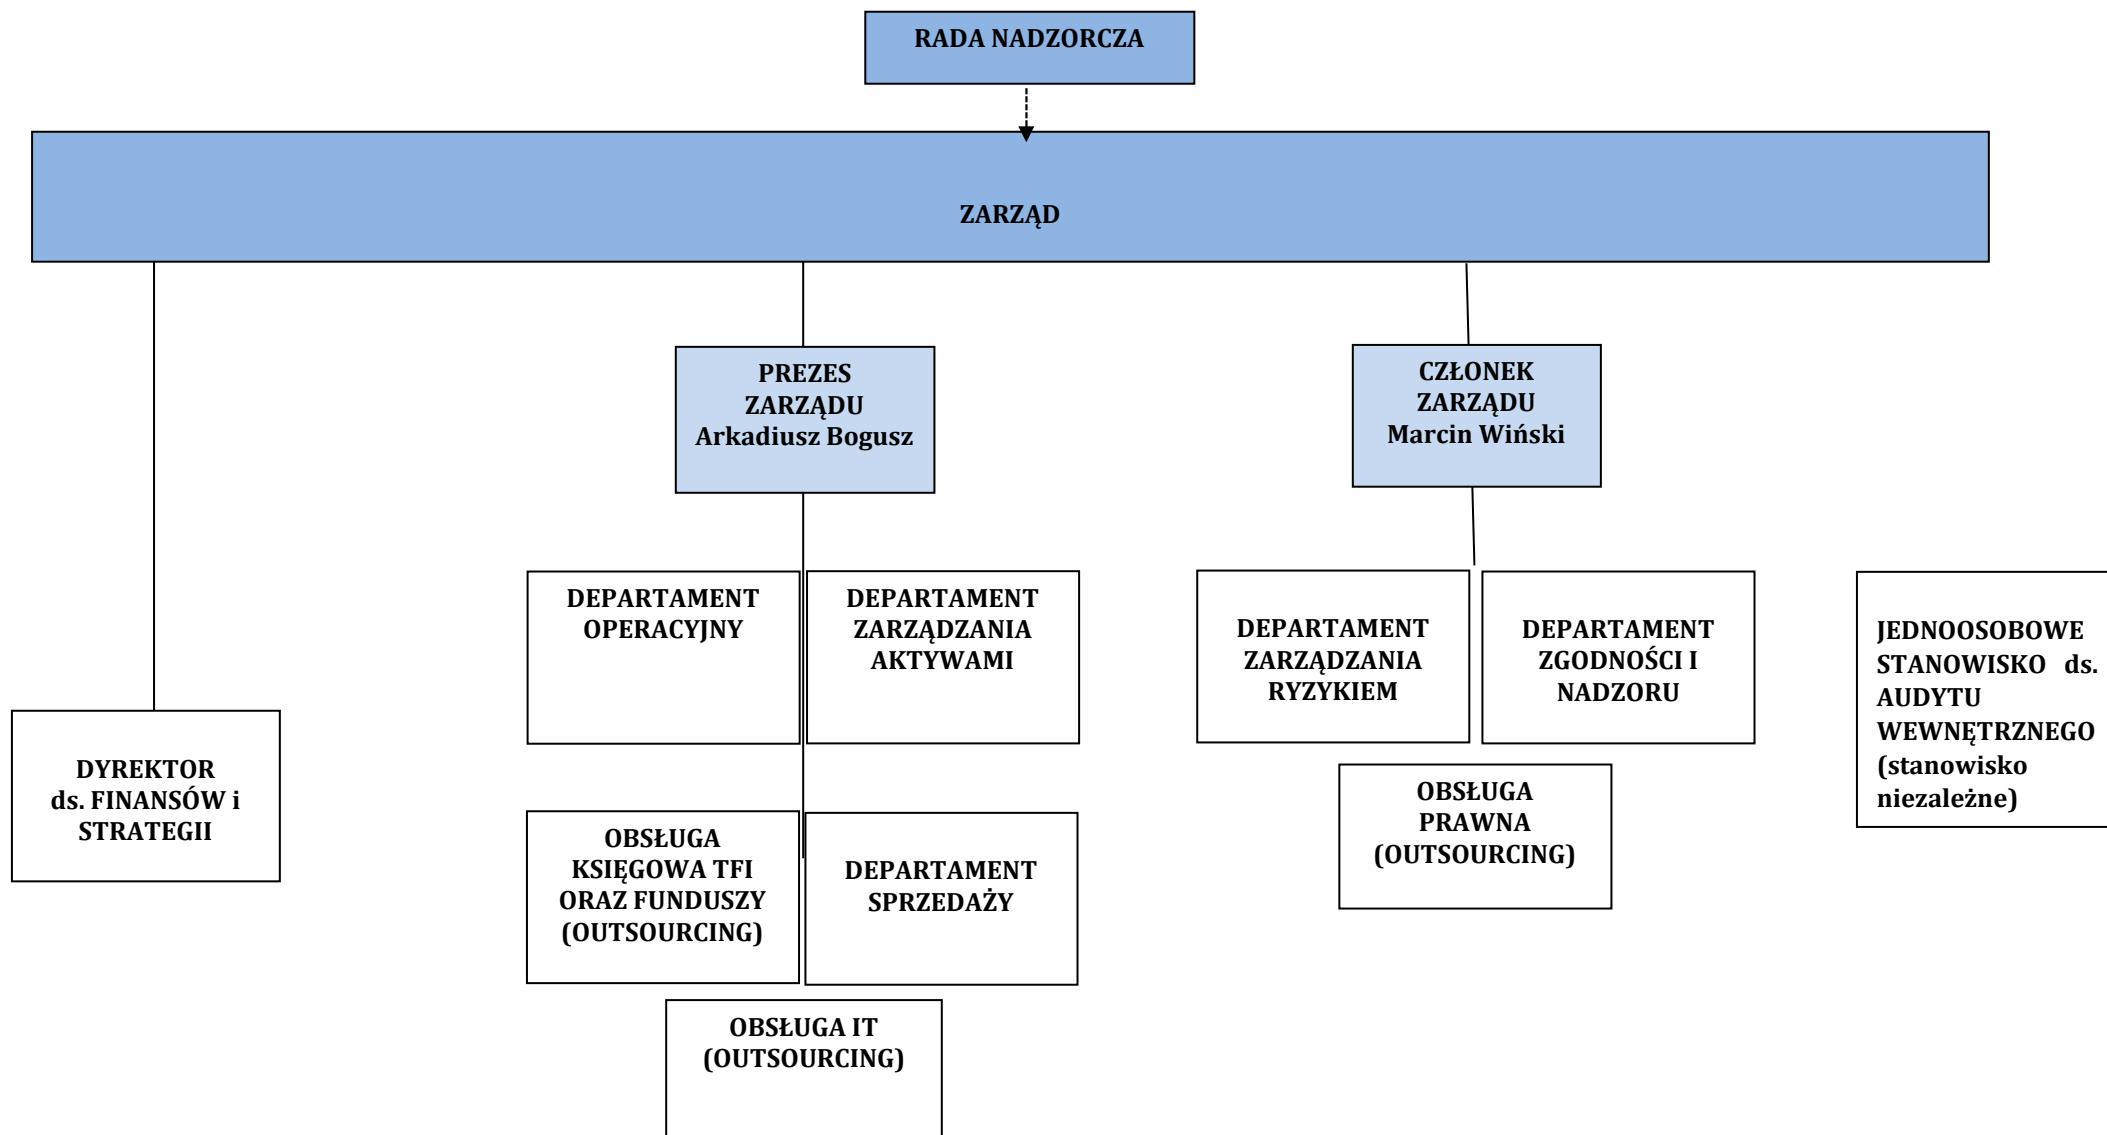 RADA NADZORCZA
ZARZĄD
PREZES
ZARZĄDU
Arkadiusz Bogusz
CZŁONEK
ZARZĄDU
Marcin Wiński
DEPARTAMENT
OPERACYJNY
DEPARTAMENT
ZARZĄDZANIA
AKTYWAMI
DEPARTAMENT
ZARZĄDZANIA
RYZYKIEM
DEPARTAMENT
ZGODNOŚCI I
NADZORU
JEDNOOSOBOWE
STANOWISKO ds.
AUDYTU
WEWNĘTRZNEGO
(stanowisko
niezależne)
DYREKTOR
ds. FINANSÓW i
STRATEGII
OBSŁUGA
KSIĘGOWA TFI
ORAZ FUNDUSZY
(OUTSOURCING)
DEPARTAMENT
SPRZEDAŻY
OBSŁUGA
PRAWNA
(OUTSOURCING)
OBSŁUGA IT
(OUTSOURCING)